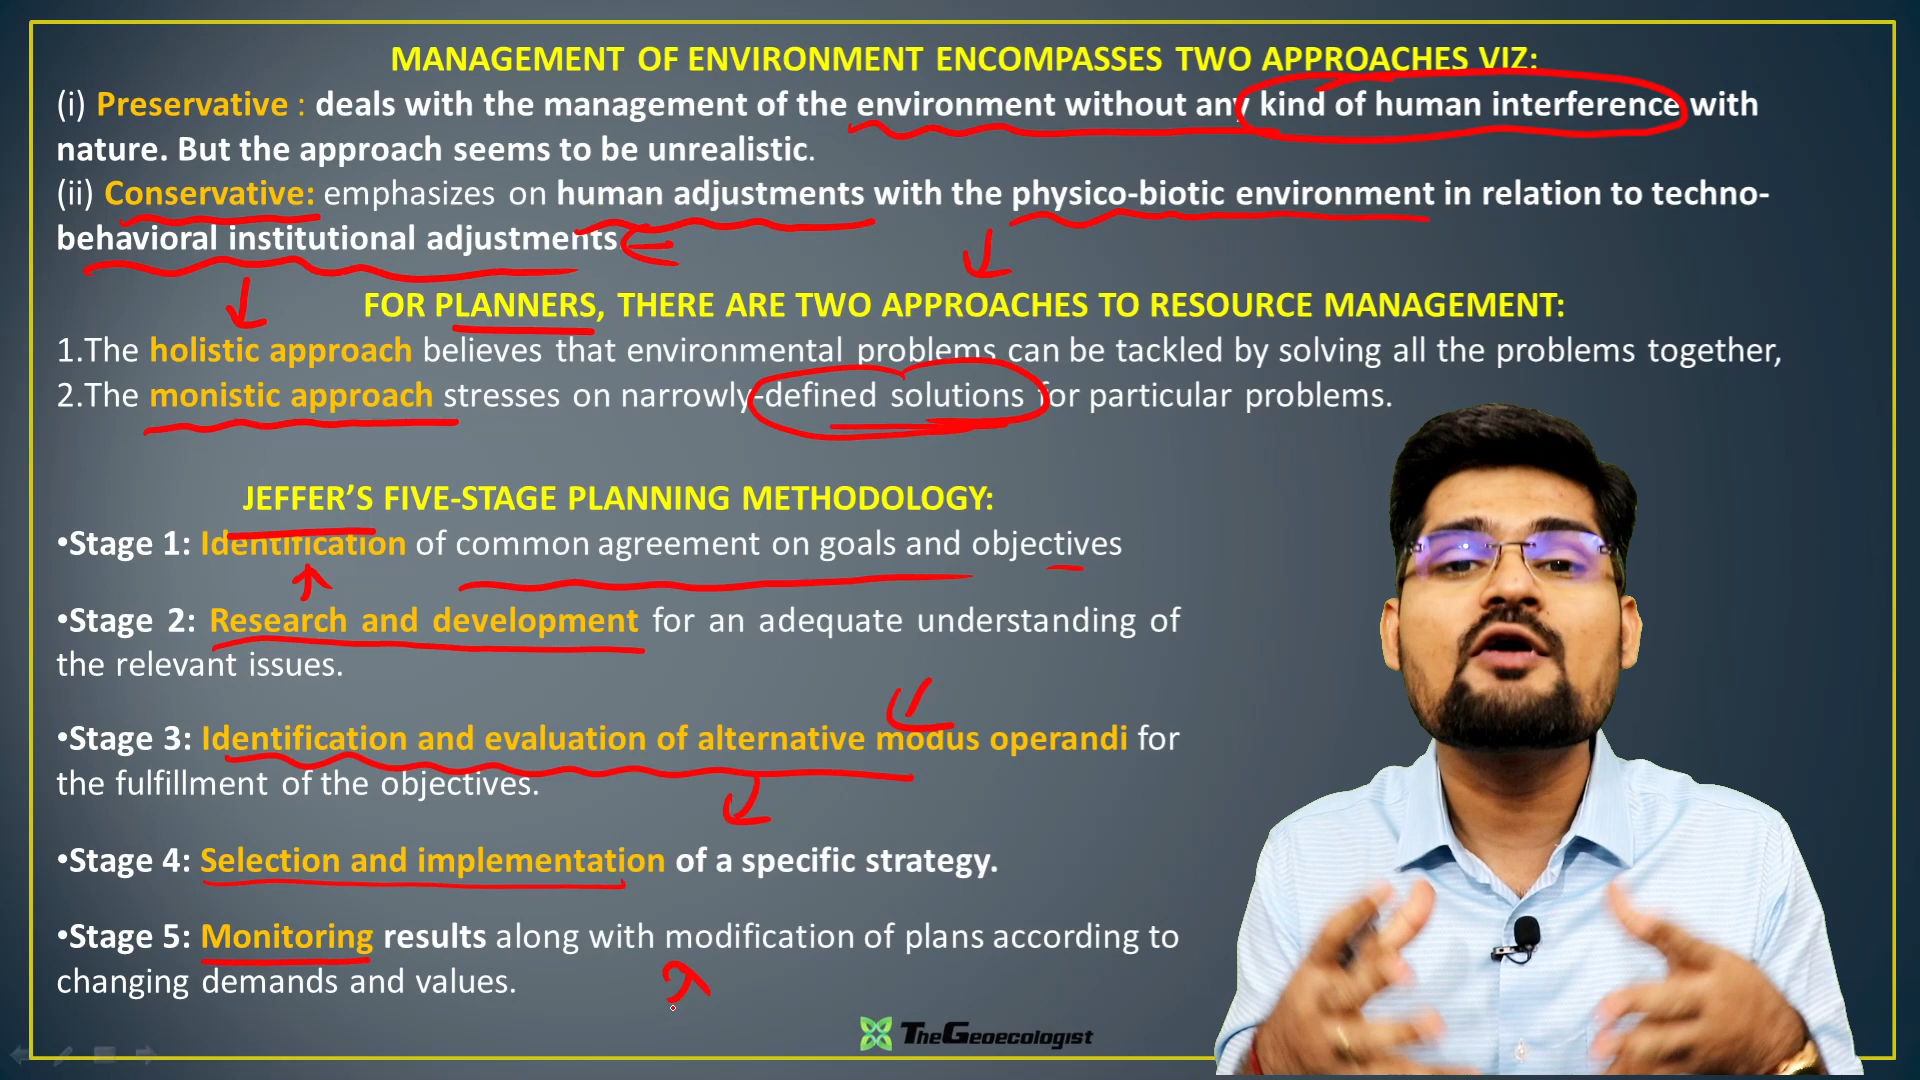 MANAGEMENT OF ENVIRONMENT ENCOMPASSES TWO APPROACHES VIZ:
(i) Preservative : deals with the management of the environment without any kind of human interference with
nature. But the approach seems to be unrealistic.
(ii) Conservative: emphasizes on human adjustments with the physico-biotic environment in relation to techno-
behavioral institutional adjustments
FOR PLANNERS, THERE ARE TWO APPROACHES TO RESOURCE MANAGEMENT:
1.The holistic approach believes that environmental problems can be tackled by solving all the problems together,
2.The monistic approach stresses on narrowly-defined solutions for particular problems.
JEFFER’S FIVE-STAGE PLANNING METHODOLOGY:
•Stage 1: Identification of common agreement on goals and objectives
•Stage 2: Research and development for an adequate understanding of
the relevant issues.
•Stage 3: Identification and evaluation of alternative modus operandi for
the fulfillment of the objectives.
•Stage 4: Selection and implementation of a specific strategy.
•Stage 5: Monitoring results along with modification of plans according to
changing demands and values.
TheGeoecologist